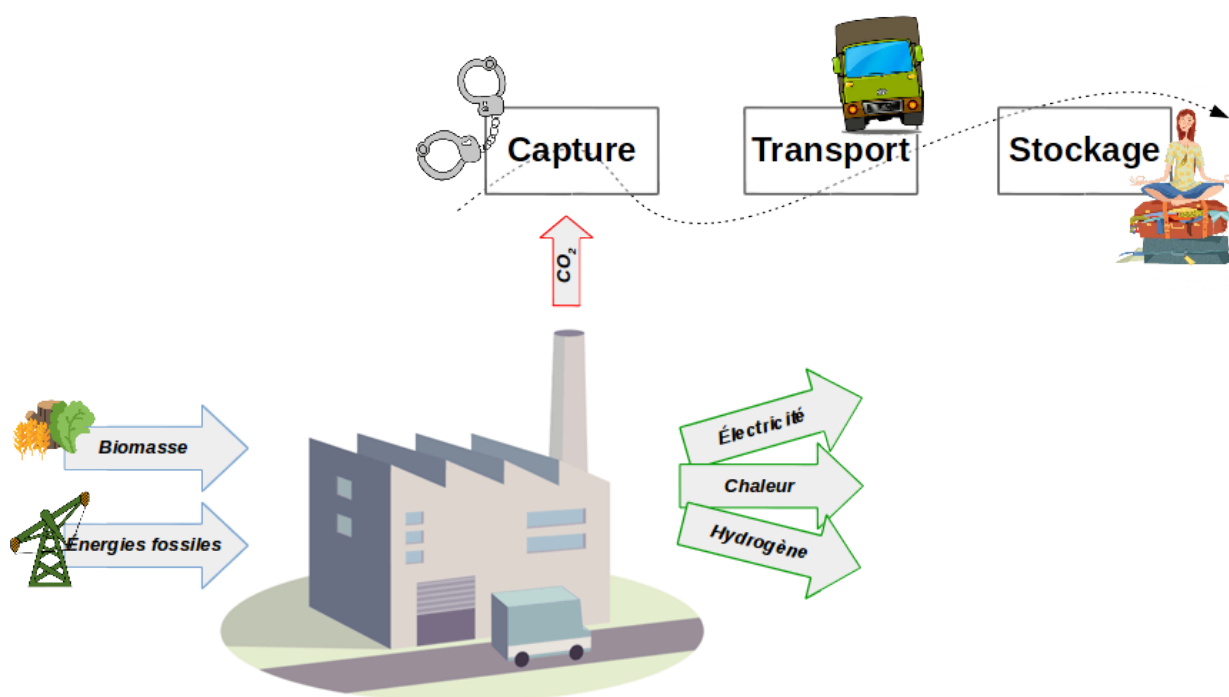 Capture
Transport
Stockage
CO₂
Biomasse
Énergies fossiles
Électricité
Chaleur
Hydrogène